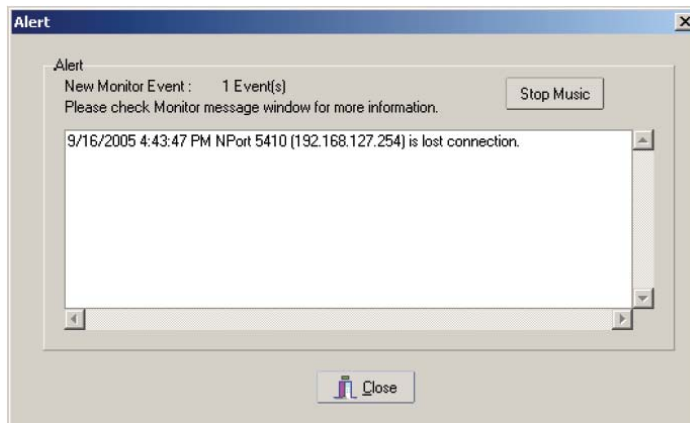 Alert
Alert
New Monitor Event : 1 Event(s)
Please check Monitor message window for more information.
Stop Music
9/16/2005 4:43:47 PM NPort 5410 (192.168.127.254) is lost connection.
Close